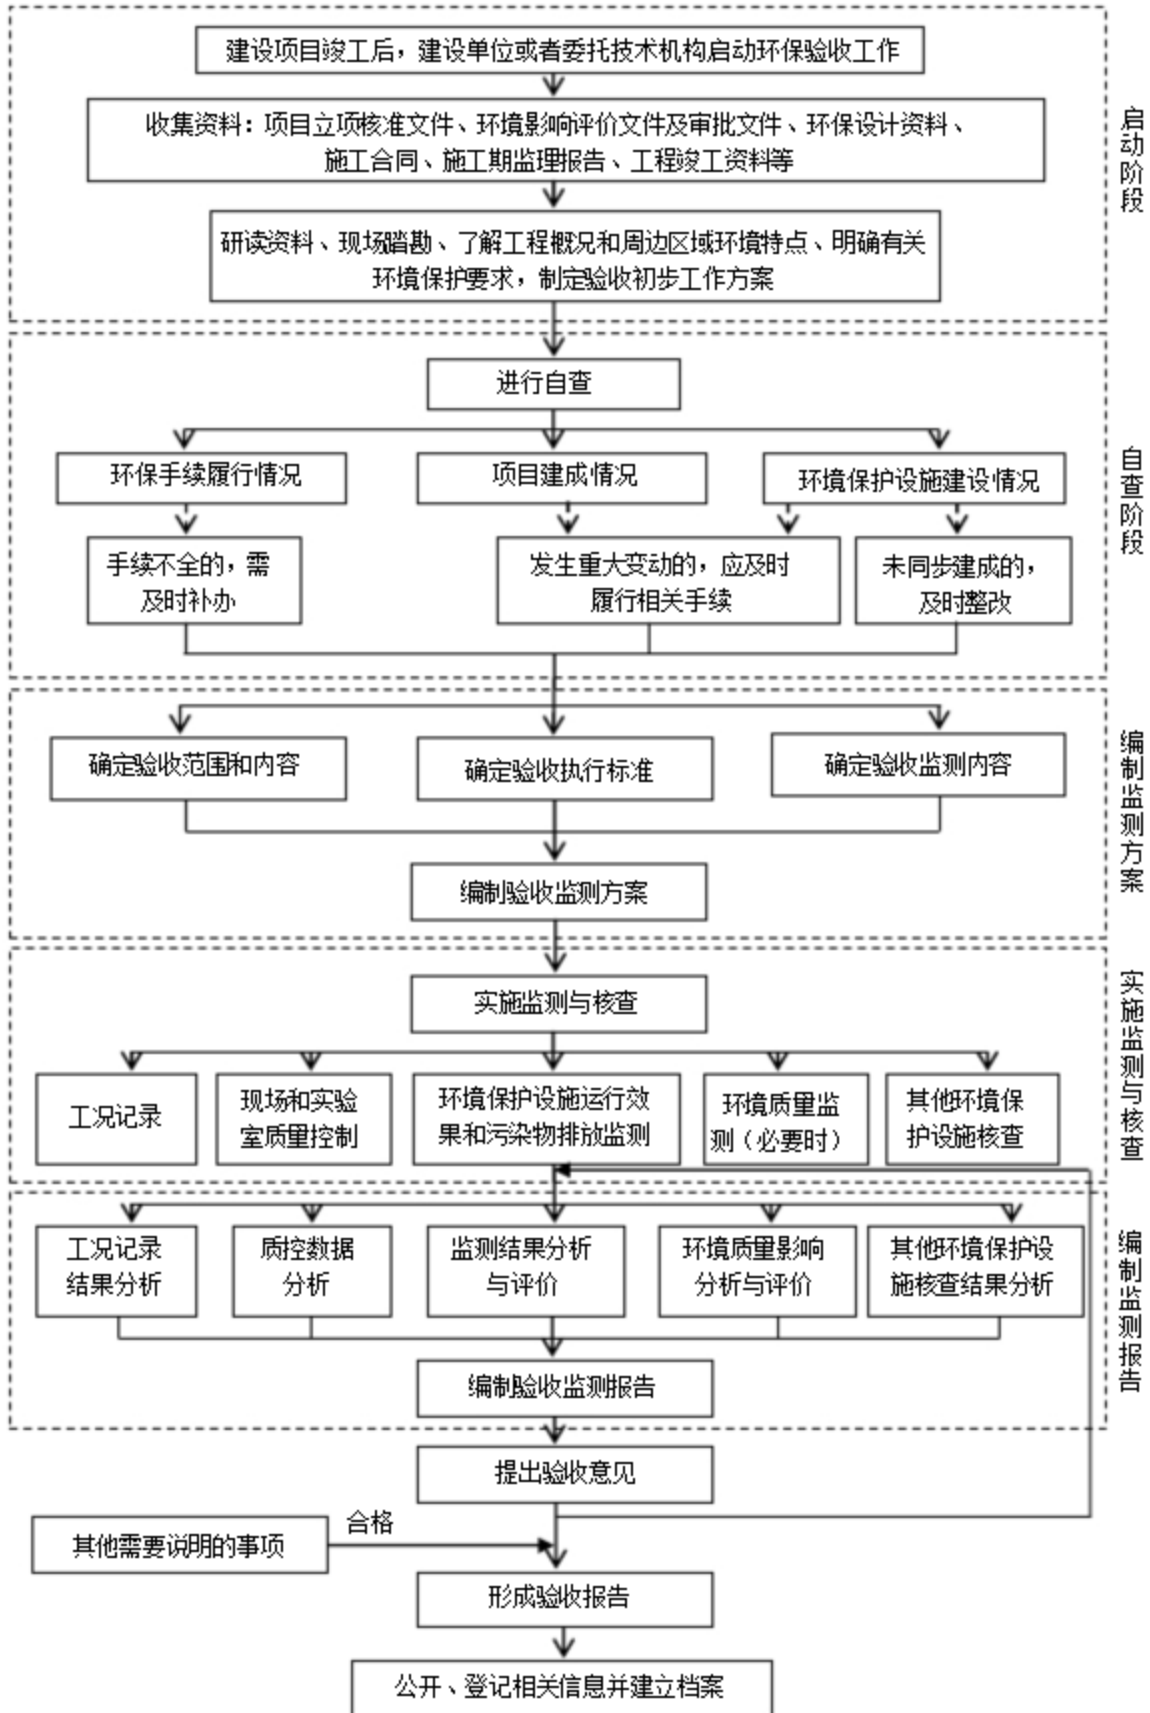 建设项目竣工后，建设单位或者委托技术机构启动环保验收工作
收集资料：项目立项核准文件、环境影响评价文件及审批文件、环保设计资料、
施工合同、施工期监理报告、工程竣工资料等
研读资料、现场踏勘、了解工程概况和周边区域环境特点、明确有关
环境保护要求，制定验收初步工作方案
启动阶段
进行自查
环保手续履行情况
项目建成情况
环境保护设施建设情况
手续不全的，需
及时补办
发生重大变动的，应及时
履行相关手续
未同步建成的，
及时整改
自查阶段
确定验收范围和内容
确定验收执行标准
确定验收监测内容
编制验收监测方案
编制监测方案
实施监测与核查
工况记录
现场和实验
室质量控制
环境保护设施运行效
果和污染物排放监测
环境质量监
测（必要时）
其他环境保
护设施核查
实施监测与核查
工况记录
结果分析
质控数据
分析
监测结果分析
与评价
环境质量影响
分析与评价
其他环境保护设
施核查结果分析
编制验收监测报告
编制监测报告
提出验收意见
合格
其他需要说明的事项
形成验收报告
公开、登记相关信息并建立档案